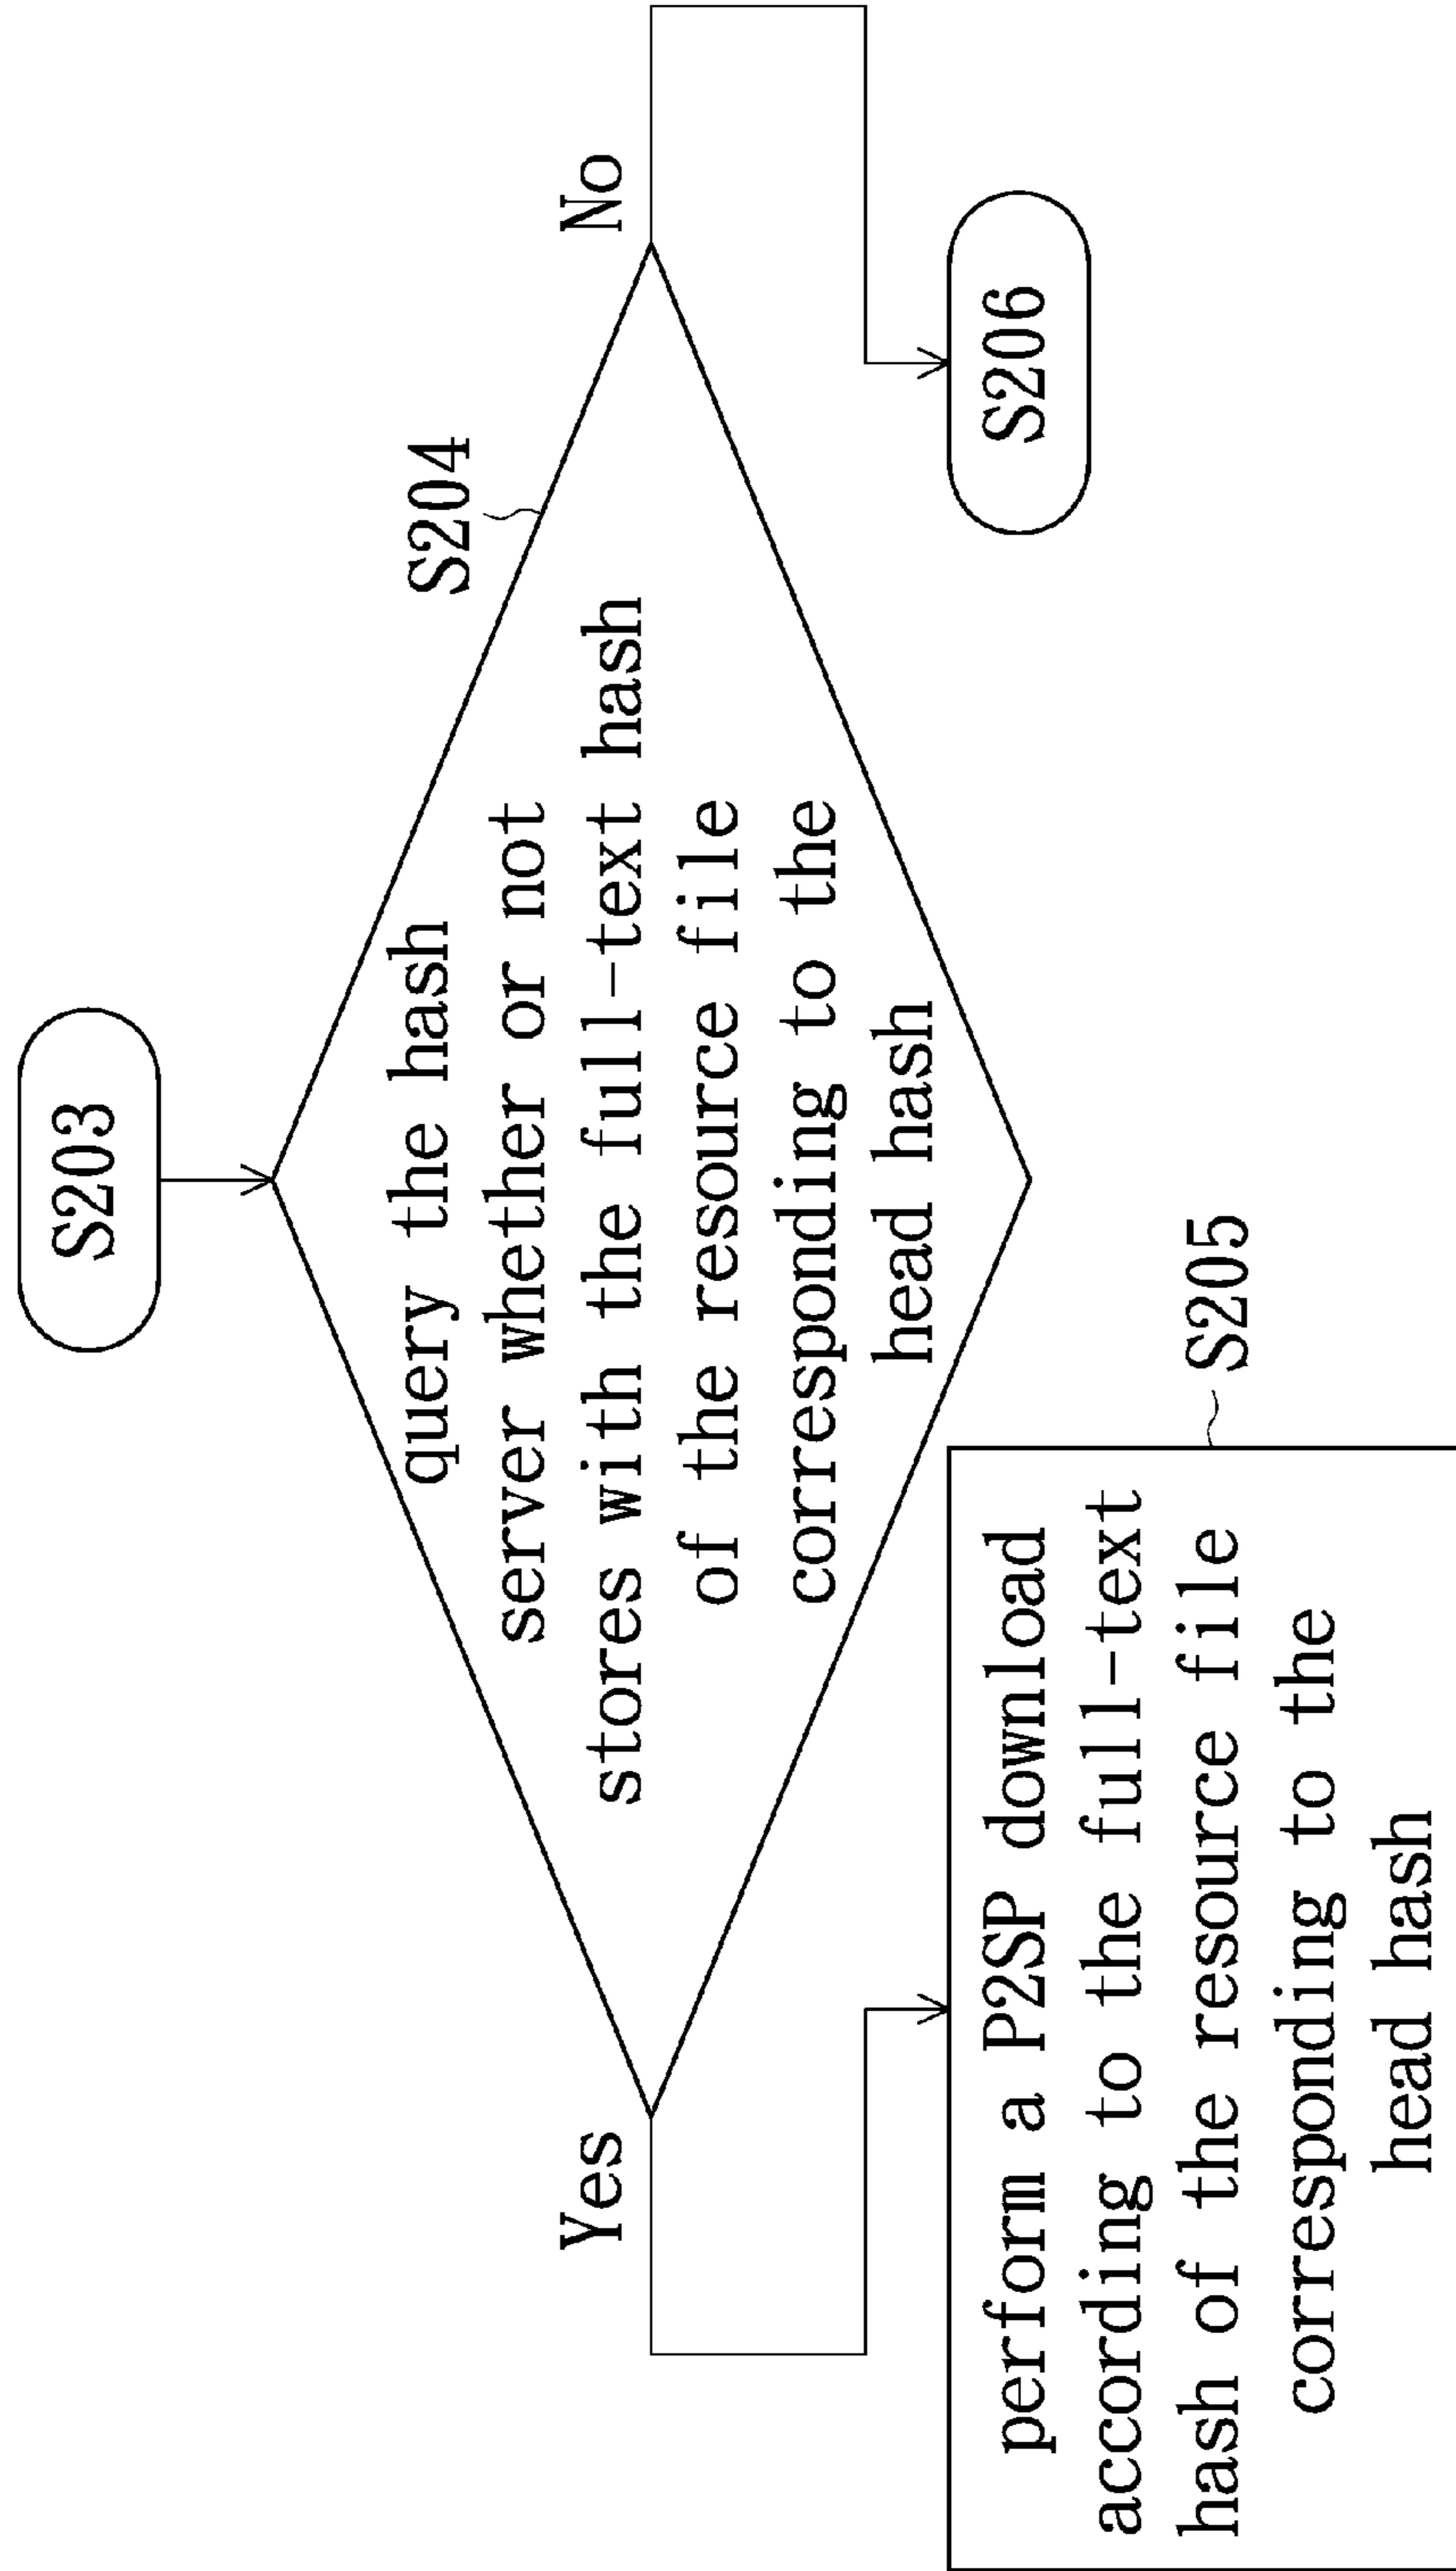 S203
S204
query the hash
server whether or not
stores with the full-text hash
of the resource file
corresponding to the
head hash
Yes
No
S205
perform a P2SP download
according to the full-text
hash of the resource file
corresponding to the
head hash
S206